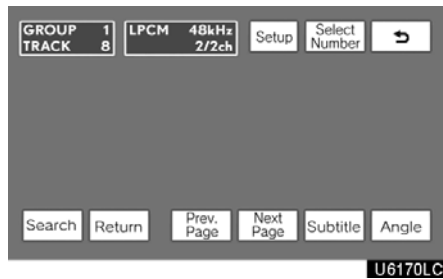 GROUP 1
TRACK 8
LPCM 48kHz
2/2ch
Setup
Select
Number
Search
Return
Prev.
Page
Next
Page
Subtitle
Angle
U6170LC